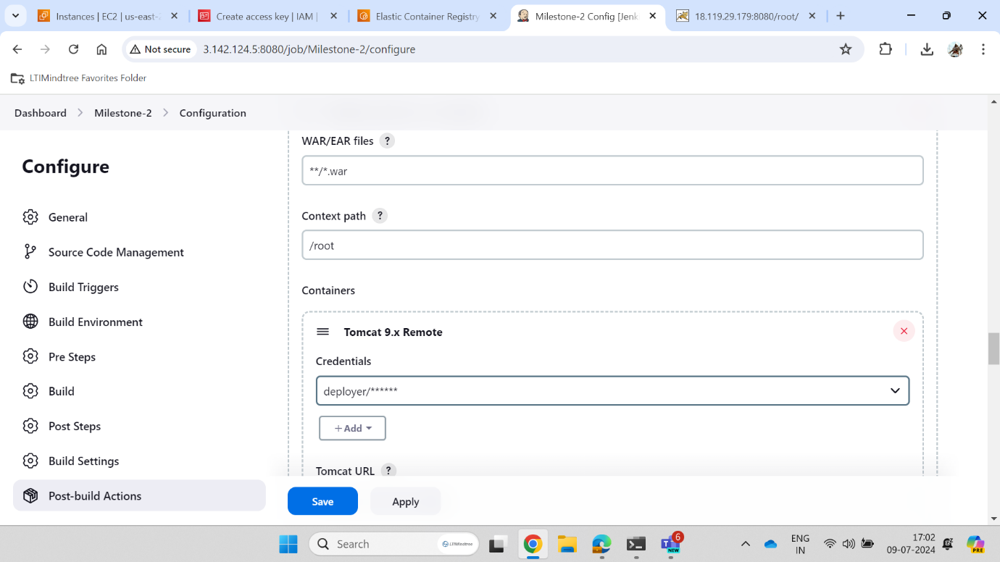 Instances | EC2 | us-east-2
Create access key | IAM |
Elastic Container Registry
Milestone-2 Config [Jenk
18.119.29.179:8080/root/
Not secure
3.142.124.5:8080/job/Milestone-2/configure
LTIMindtree Favorites Folder
Dashboard > Milestone-2 > Configuration
Configure
General
Source Code Management
Build Triggers
Build Environment
Pre Steps
Build
Post Steps
Build Settings
Post-build Actions
WAR/EAR files ?
**/*.war
Context path ?
/root
Containers
Tomcat 9.x Remote
Credentials
deployer/******
+ Add
Tomcat URL ?
Save
Apply
Search
LTIMindtree
NEW
6
ENG
IN
17:02
09-07-2024
PRE